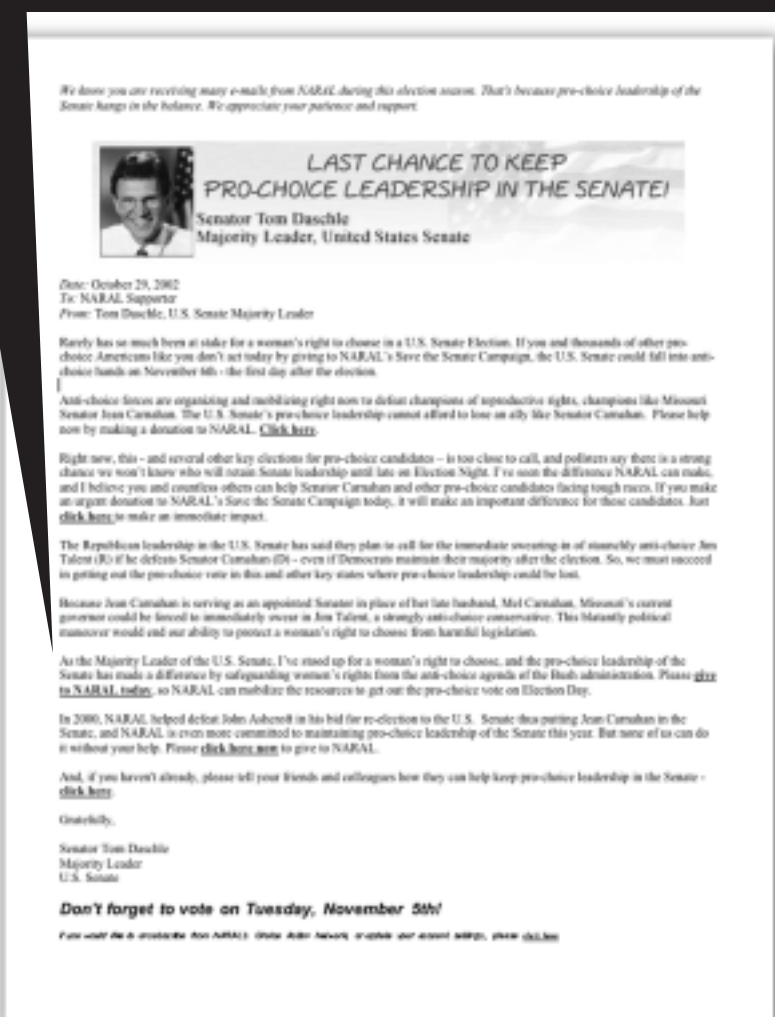 We know you are receiving many e-mails from NARAL during this election season. That's because pro-choice leadership of the
Senate hangs in the balance. We appreciate your patience and support.
LAST CHANCE TO KEEP
PRO-CHOICE LEADERSHIP IN THE SENATE!
Senator Tom Daschle
Majority Leader, United States Senate
Date: October 29, 2002
To: NARAL Supporter
From: Tom Daschle, U.S. Senate Majority Leader
Rarely has so much been at stake for a woman's right to choose in a U.S. Senate Election. If you and thousands of other pro-
choice Americans like you don't act today by giving to NARAL's Save the Senate Campaign, the U.S. Senate could fall into anti-
choice hands on November 6th - the first day after the election.
Anti-choice forces are organizing and mobilizing right now to defeat champions of reproductive rights, champions like Missouri
Senator Jean Carnahan. The U.S. Senate's pro-choice leadership cannot afford to lose an ally like Senator Carnahan. Please help
now by making a donation to NARAL. Click here.
Right now, this - and several other key elections for pro-choice candidates – is too close to call, and pollsters say there is a strong
chance we won't know who will retain Senate leadership until late on Election Night. I've seen the difference NARAL can make,
and I believe you and countless others can help Senator Carnahan and other pro-choice candidates facing tough races. If you make
an urgent donation to NARAL's Save the Senate Campaign today, it will make an important difference for these candidates. Just
click here to make an immediate impact.
The Republican leadership in the U.S. Senate has said they plan to call for the immediate swearing-in of staunchly anti-choice Jim
Talent (R) if he defeats Senator Carnahan (D) – even if Democrats maintain their majority after the election. So, we must succeed
in getting out the pro-choice vote in this and other key states where pro-choice leadership could be lost.
Because Jean Carnahan is serving as an appointed Senator in place of her late husband, Mel Carnahan, Missouri's current
governor could be forced to immediately swear in Jim Talent, a strongly anti-choice conservative. This blatantly political
maneuver would end our ability to protect a woman's right to choose from harmful legislation.
As the Majority Leader of the U.S. Senate, I've stood up for a woman's right to choose, and the pro-choice leadership of the
Senate has made a difference by safeguarding women's rights from the anti-choice agenda of the Bush administration. Please give
to NARAL today, so NARAL can mobilize the resources to get out the pro-choice vote on Election Day.
In 2000, NARAL helped defeat John Ashcroft in his bid for re-election to the U.S. Senate thus putting Jean Carnahan in the
Senate, and NARAL is even more committed to maintaining pro-choice leadership of the Senate this year. But none of us can do
it without your help. Please click here now to give to NARAL.
And, if you haven't already, please tell your friends and colleagues how they can help keep pro-choice leadership in the Senate -
click here.
Gratefully,
Senator Tom Daschle
Majority Leader
U.S. Senate
Don't forget to vote on Tuesday, November 5th!
If you would like to unsubscribe from NARAL's Choice Action Network, or update your account settings, please click here